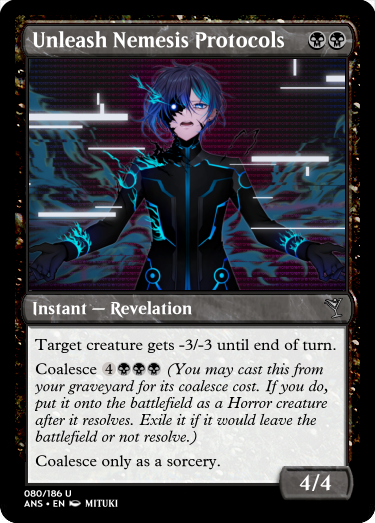 Unleash Nemesis Protocols
Instant — Revelation
Target creature gets -3/-3 until end of turn.
Coalesce 4 (You may cast this from
your graveyard for its coalesce cost. If you do,
put it onto the battlefield as a Horror creature
after it resolves. Exile it if it would leave the
battlefield or not resolve.)
Coalesce only as a sorcery.
4/4
080/186 U
ANS • EN MITUKI